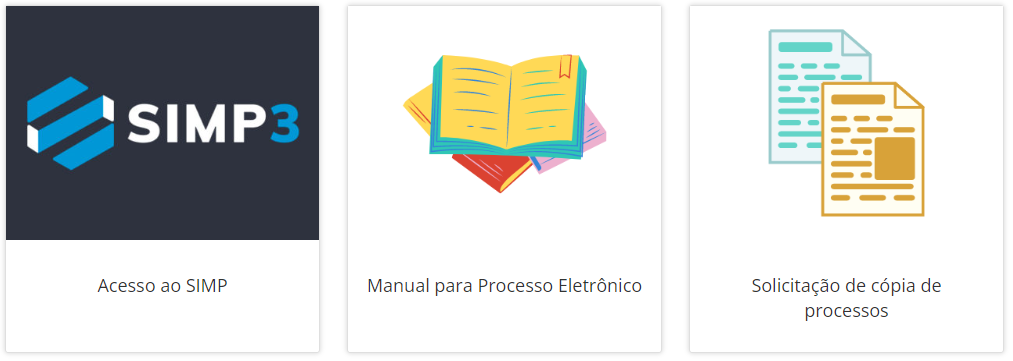 SIMP3
Acesso ao SIMP
Manual para Processo Eletrônico
Solicitação de cópia de
processos